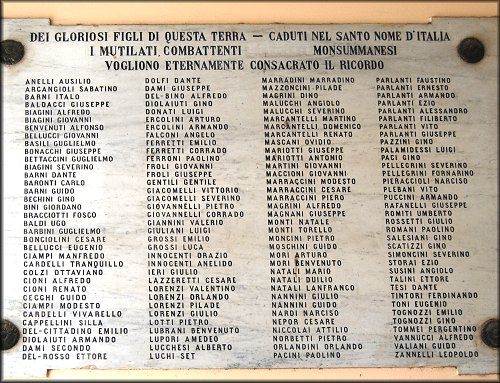 DEI GLORIOSI FIGLI DI QUESTA TERRA — CADUTI NEL SANTO NOME D'ITALIA
I MUTILATI, COMBATTENTI MONSUMMANESI
VOGLIONO ETERNAMENTE CONSACRATO IL RICORDO
ANELLI AUSILIO
ARCANGIOLI SABATINO
BARNI ITALO
BALDACCI GIUSEPPE
BIAGINI ALFREDO
BIAGINI GIOVANNI
BENVENUTI ALFONSO
BELLUCCI GIOVANNI
BASILI GUGLIELMO
BONACCHI GIUSEPPE
BETTACCINI GUGLIELMO
BIAGINI SEVERINO
BARNI DANTE
BARONTI CARLO
BARNI GUIDO
BECHINI GINO
BINI GIORDANO
BRACCIOTTI FOSCO
BALDI UGO
BARBINI GUGLIELMO
BONCIOLINI CESARE
BELLUCCI EUGENIO
CIAMPI MANFREDO
CARDELLI TRANQUILLO
COLZI OTTAVIANO
CIONI ALFREDO
CIONI RENATO
CECCHI GUIDO
CIAMPI MODESTO
CARDELLI VIVARELLO
CAPPELLINI SILLA
DEL-CITTADINO EMILIO
DIOLAIUTI ARMANDO
DAMI SECONDO
DEL-ROSSO ETTORE
DOLFI DANTE
DAMI GIUSEPPE
DEL-BINO ALFREDO
DIOLAIUTI GINO
DONATI LUIGI
ERCOLINI ARTURO
ERCOLINI ARMANDO
FALCONI ANGELO
FERRETTI EMILIO
FERRETTI CORRADO
FERRONI PAOLINO
FROLI GIOVANNI
FROLI GIUSEPPE
GENTILI GENTILE
GIACOMELLI VITTORIO
GIACOMELLI SEVERINO
GIOVANNELLI PIETRO
GIOVANNELLI CORRADO
GIANNINI VALERIO
GIULIANI LUIGI
GROSSI EMILIO
GROSSI LUCA
INNOCENTI ORAZIO
INNOCENTI ANELIDO
IERI GIULIO
LAZZERETTI CESARE
LORENZI VALENTINO
LORENZI ORLANDO
LORENZI PILADE
LORENZI GIULIO
LOTTI PIETRO
LUBRANI BENVENUTO
LUPORI AMEDEO
LUCCHESI ALBERTO
LUCHI SET
MARRADINI MARRADINO
MAZZONCINI PILADE
MAGRINI DINO
MALUCCHI ANGIOLO
MALUCCHI SEVERINO
MARCANTELLI MARTINO
MARCANTELLI DOMENICO
MARCANTELLI RENATO
MASCANI OVIDIO
MARIOTTI GIUSEPPE
MARIOTTI ANTONIO
MARTINI GIOVANNI
MACCIONI GIOVANNI
MARRACCINI MODESTO
MARRACCINI CESARE
MARRACCINI PIERO
MAGRINI ALFREDO
MAGNANI GIUSEPPE
MONTI NATALE
MONTI TORELLO
MONCINI PIETRO
MOSCHINI GUIDO
MORI ARTURO
MORI BENVENUTO
NATALI MARIO
NATALI DUILIO
NATALI LANFRANCO
NANNINI GIULIO
NANNINI GUIDO
NARDI NARCISO
NEPOR CESARE
NICCOLAI ATTILIO
NORBETTI PIETRO
ORLANDINI ORLANDO
PACINI PAOLINO
PARLANTI FAUSTINO
PARLANTI ERNESTO
PARLANTI ARMANDO
PARLANTI EZIO
PARLANTI ALESSANDRO
PARLANTI FILIBERTO
PARLANTI VITO
PARLANTI GIUSEPPE
PAZZINI GINO
PALAMIDESSI LUIGI
PACI GINO
PELLEGRINI SEVERINO
PELLEGRINI FORNARINO
PIERACCIOLI NARCISO
PLEBANI VITO
PUCCINI ARMANDO
RAFANELLI GIUSEPPE
ROMITI UMBERTO
ROSSETTI GIULIO
ROMANI PAOLINO
SALESIANI GINO
SCATIZZI GINO
SIMONCINI SEVERINO
STORAI EZIO
SUSINI ANGIOLO
TALINI ETTORE
TESI DANTE
TINTORI FERDINANDO
TONI EUGENIO
TOGNOZZI EMILIO
TOGNOZZI GINO
TOMMEI PERGENTINO
VANNUCCI ALFREDO
VALIANI GUIDO
ZANNELLI LEOPOLDO